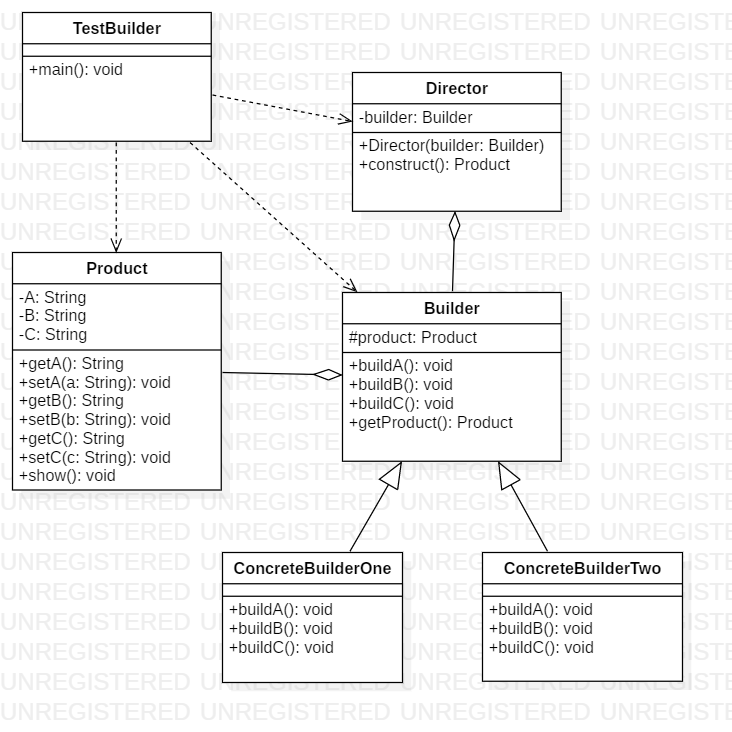 TestBuilder
+main(): void
Director
-builder: Builder
+Director(builder: Builder)
+construct(): Product
Product
-A: String
-B: String
-C: String
+getA(): String
+setA(a: String): void
+getB(): String
+setB(b: String): void
+getC(): String
+setC(c: String): void
+show(): void
Builder
#product: Product
+buildA(): void
+buildB(): void
+buildC(): void
+getProduct(): Product
ConcreteBuilderOne
+buildA(): void
+buildB(): void
+buildC(): void
ConcreteBuilderTwo
+buildA(): void
+buildB(): void
+buildC(): void
UNREGISTERED